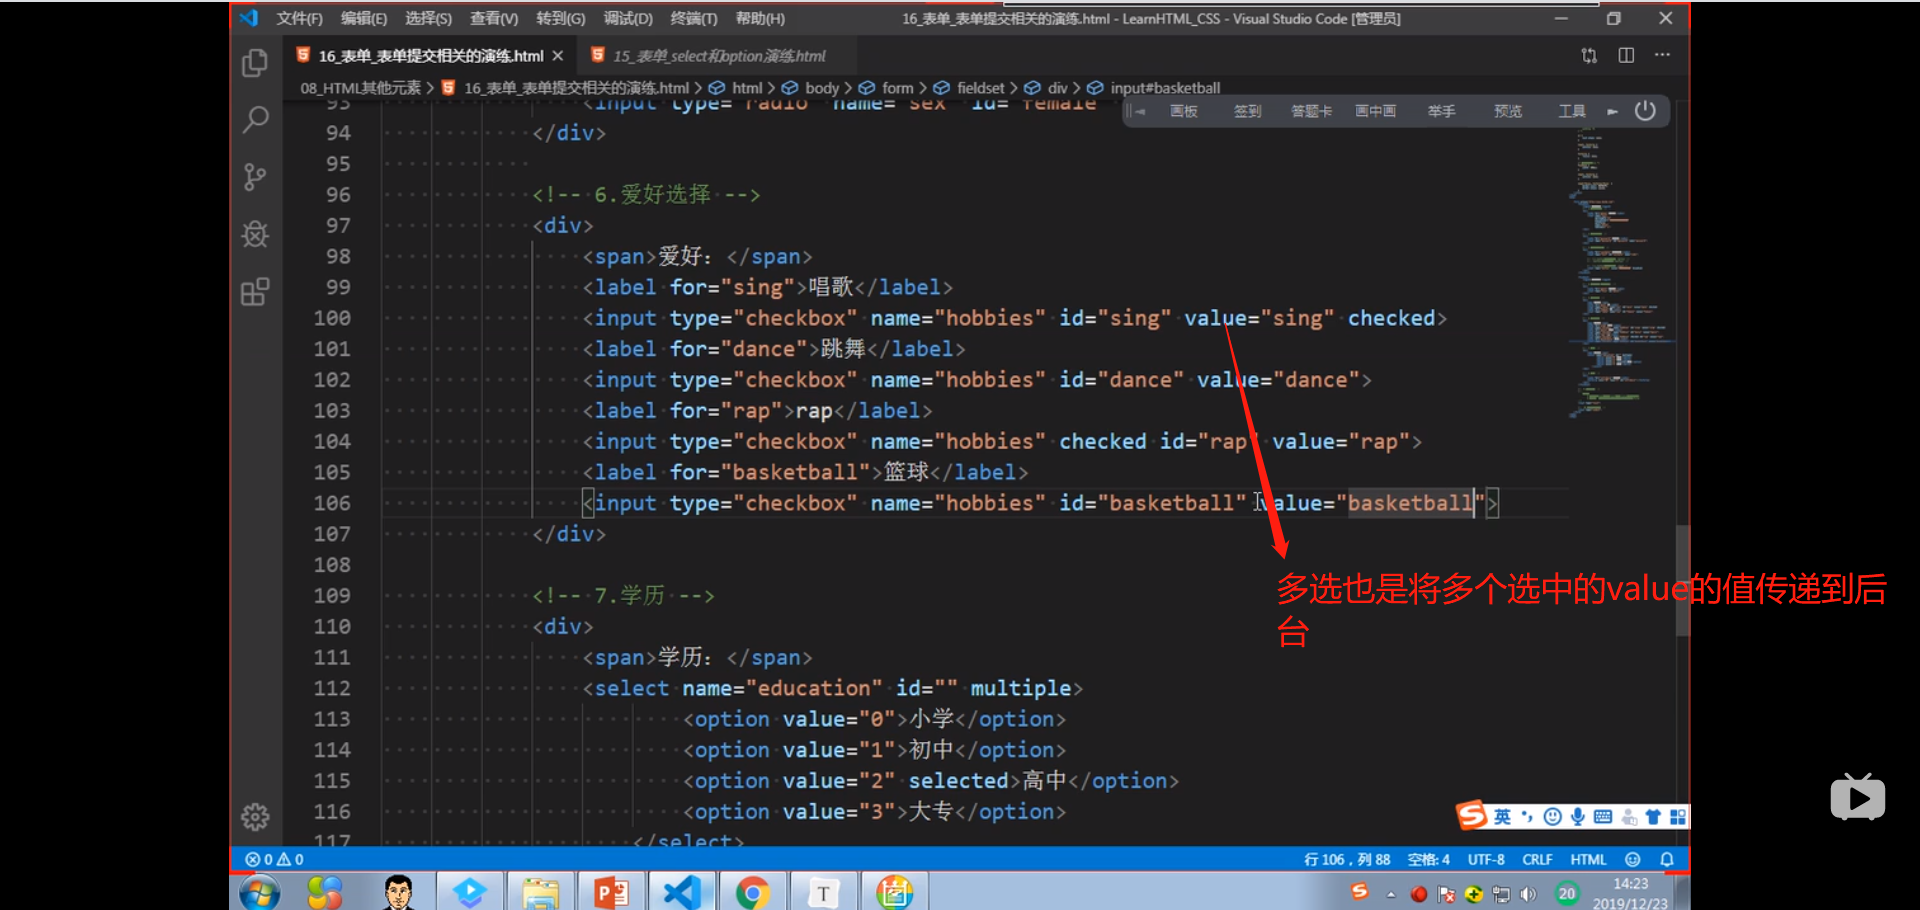 文件(F) 编辑(E) 选择(S) 查看(V) 转到(G) 调试(D) 终端(T) 帮助(H) 16_表单_表单提交相关的演练.html - LearnHTML_CSS - Visual Studio Code [管理员]
16_表单_表单提交相关的演练.html 15_表单_select和option演练.html
08_HTML其他元素 > 16_表单_表单提交相关的演练.html > html > body > form > fieldset > div > input#basketball
画板 签到 答题卡 画中画 举手 预览 工具
93 <input type="radio" name="sex" id="female"
94 </div>
95
96 <!-- 6.爱好选择 -->
97 <div>
98 <span>爱好: </span>
99 <label for="sing">唱歌</label>
100 <input type="checkbox" name="hobbies" id="sing" value="sing" checked>
101 <label for="dance">跳舞</label>
102 <input type="checkbox" name="hobbies" id="dance" value="dance">
103 <label for="rap">rap</label>
104 <input type="checkbox" name="hobbies" checked id="rap" value="rap">
105 <label for="basketball">篮球</label>
106 <input type="checkbox" name="hobbies" id="basketball" value="basketball">
107 </div>
108
多选也是将多个选中的value的值传递到后
台
109 <!-- 7.学历 -->
110 <div>
111 <span>学历: </span>
112 <select name="education" id="" multiple>
113 <option value="0">小学</option>
114 <option value="1">初中</option>
115 <option value="2" selected>高中</option>
116 <option value="3">大专</option>
117 </select>
英
0 0 行 106，列 88 空格: 4 UTF-8 CRLF HTML
20 14:23
2019/12/23